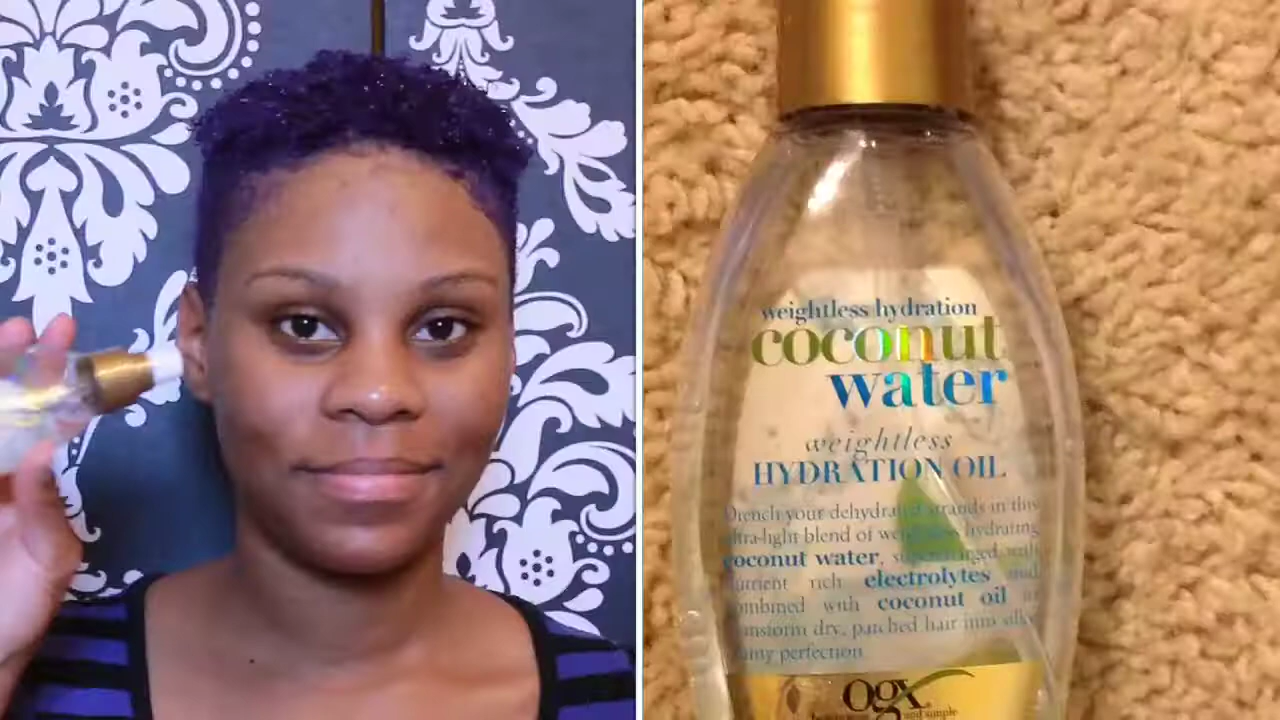 weightless hydration
coconut
water
weightless
HYDRATION OIL
Drench your dehydrated strands in this
ultra-light blend of weightless hydrating
coconut water, supercharged with
nutrient rich electrolytes and
combined with coconut oil
transform dry, parched hair into silky
perfection
ogx
and simple